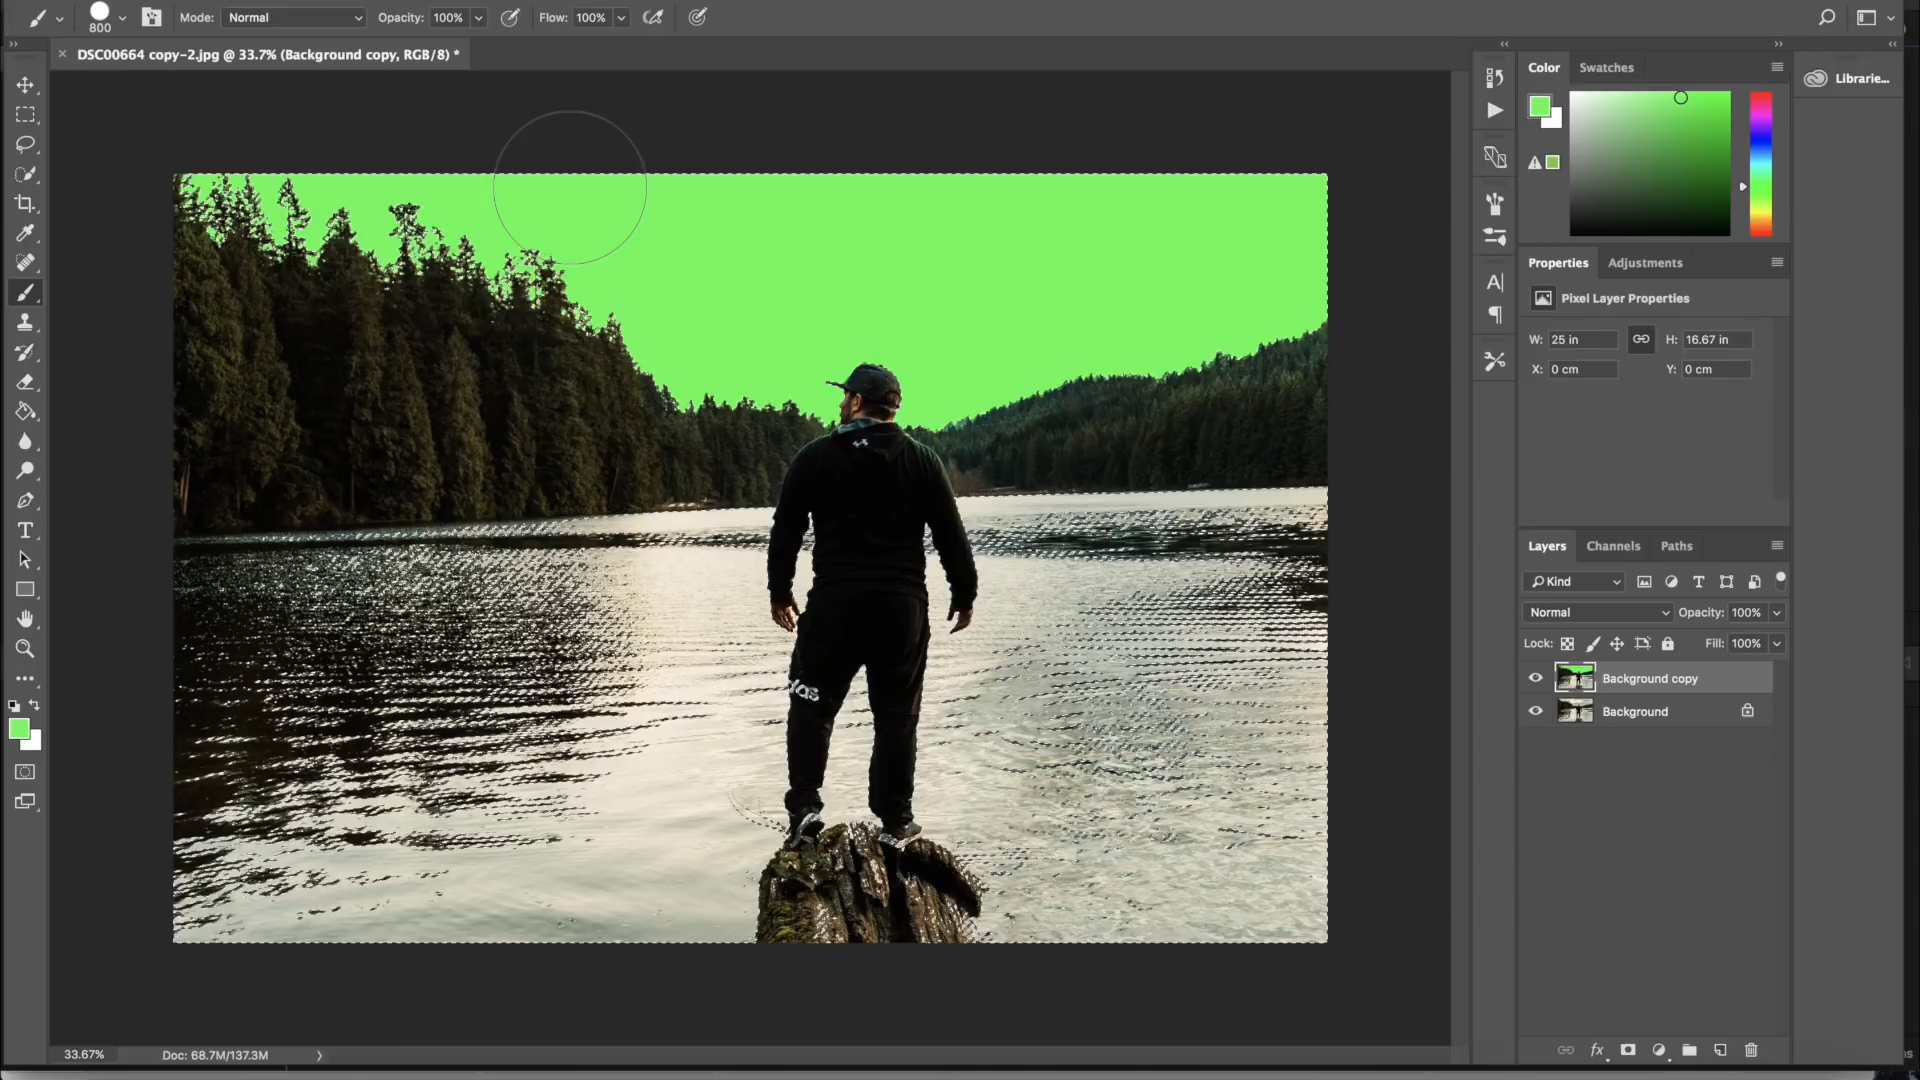 800
Mode: Normal
Opacity: 100%
Flow: 100%
DSC00664 copy-2.jpg @ 33.7% (Background copy, RGB/8) *
Color
Swatches
Librarie...
Properties
Adjustments
Pixel Layer Properties
W: 25 in
H: 16.67 in
X: 0 cm
Y: 0 cm
Layers
Channels
Paths
Kind
Normal
Opacity: 100%
Lock:
Fill: 100%
Background copy
Background
33.67%
Doc: 68.7M/137.3M